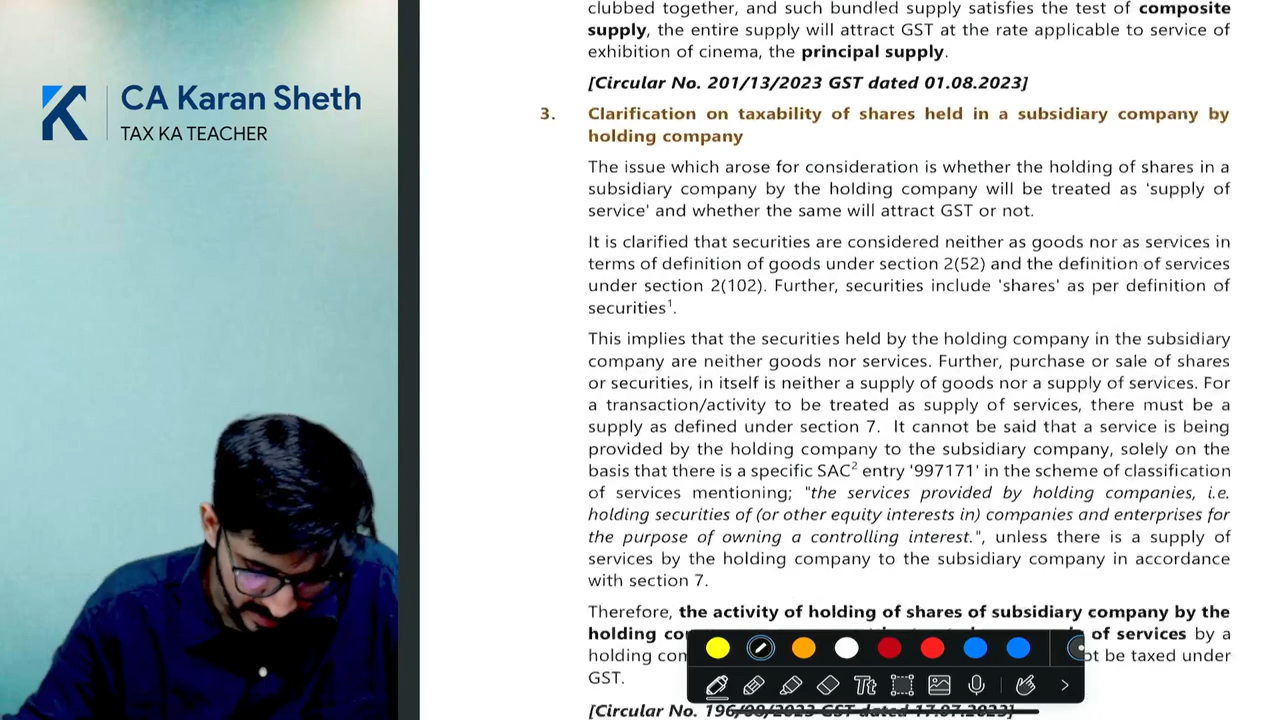 CA Karan Sheth
TAX KA TEACHER
clubbed together, and such bundled supply satisfies the test of composite
supply, the entire supply will attract GST at the rate applicable to service of
exhibition of cinema, the principal supply.
[Circular No. 201/13/2023 GST dated 01.08.2023]
3. Clarification on taxability of shares held in a subsidiary company by
holding company
The issue which arose for consideration is whether the holding of shares in a
subsidiary company by the holding company will be treated as 'supply of
service' and whether the same will attract GST or not.
It is clarified that securities are considered neither as goods nor as services in
terms of definition of goods under section 2(52) and the definition of services
under section 2(102). Further, securities include 'shares' as per definition of
securities¹.
This implies that the securities held by the holding company in the subsidiary
company are neither goods nor services. Further, purchase or sale of shares
or securities, in itself is neither a supply of goods nor a supply of services. For
a transaction/activity to be treated as supply of services, there must be a
supply as defined under section 7. It cannot be said that a service is being
provided by the holding company to the subsidiary company, solely on the
basis that there is a specific SAC² entry '997171' in the scheme of classification
of services mentioning; "the services provided by holding companies, i.e.
holding securities of (or other equity interests in) companies and enterprises for
the purpose of owning a controlling interest.", unless there is a supply of
services by the holding company to the subsidiary company in accordance
with section 7.
Therefore, the activity of holding of shares of subsidiary company by the
holding of services by a
holding be taxed under
GST.
[Circular No. 196/08/2023 GST dated 17.07.2023]
Tt